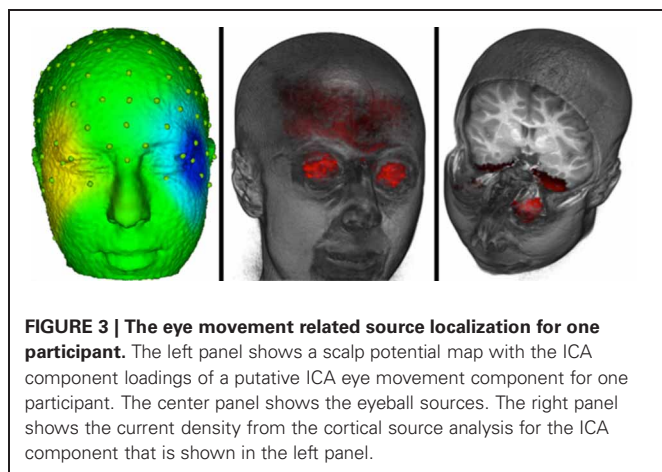 FIGURE 3 | The eye movement related source localization for one
participant. The left panel shows a scalp potential map with the ICA
component loadings of a putative ICA eye movement component for one
participant. The center panel shows the eyeball sources. The right panel
shows the current density from the cortical source analysis for the ICA
component that is shown in the left panel.